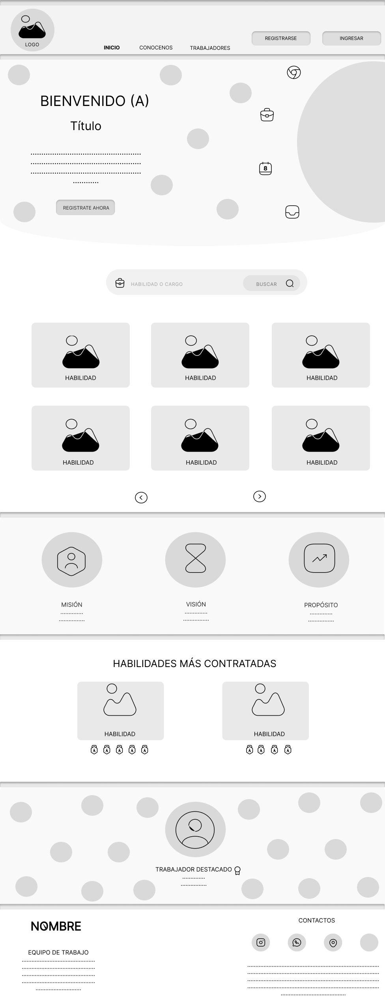 LOGO
INICIO
CONOCENOS
TRABAJADORES
REGISTRARSE
INGRESAR
BIENVENIDO (A)
Título
..................................................
..................................................
..................................................
............
8
REGISTRATE AHORA
HABILIDAD O CARGO
BUSCAR
HABILIDAD
HABILIDAD
HABILIDAD
HABILIDAD
HABILIDAD
HABILIDAD
MISIÓN
..............
................
VISIÓN
..............
................
PROPÓSITO
..............
................
HABILIDADES MÁS CONTRATADAS
HABILIDAD
HABILIDAD
TRABAJADOR DESTACADO
..............
................
NOMBRE
EQUIPO DE TRABAJO
..............................................
..............................................
..............................................
..............................................
............................
CONTACTOS
..................................................................................
..................................................................................
..................................................................................
..................................................................................
........................................